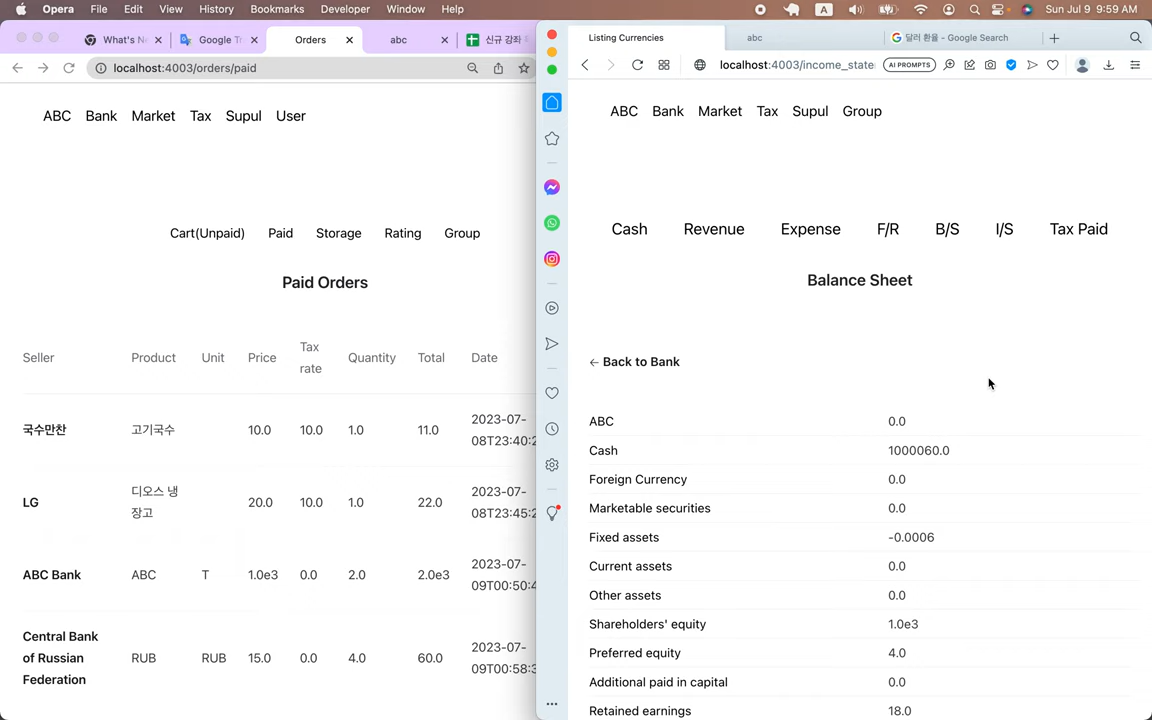 Opera File Edit View History Bookmarks Developer Window Help
A
Sun Jul 9 9:59 AM
What's N
Google Tr
Orders
abc
신규 강좌
localhost:4003/orders/paid
ABC Bank Market Tax Supul User
Cart(Unpaid) Paid Storage Rating Group
Paid Orders
Seller Product Unit Price Tax rate Quantity Total Date
국수만찬 고기국수 10.0 10.0 1.0 11.0 2023-07-
08T23:40:2
LG 디오스 냉 20.0 10.0 1.0 22.0 2023-07-
장고 08T23:45:2
ABC Bank ABC T 1.0e3 0.0 2.0 2.0e3 2023-07-
09T00:50:4
Central Bank
of Russian
Federation RUB RUB 15.0 0.0 4.0 60.0 2023-07-
09T00:58:3
Listing Currencies
abc
달러 환율 - Google Search
localhost:4003/income_state
AI PROMPTS
ABC Bank Market Tax Supul Group
Cash Revenue Expense F/R B/S I/S Tax Paid
Balance Sheet
← Back to Bank
ABC 0.0
Cash 1000060.0
Foreign Currency 0.0
Marketable securities 0.0
Fixed assets -0.0006
Current assets 0.0
Other assets 0.0
Shareholders' equity 1.0e3
Preferred equity 4.0
Additional paid in capital 0.0
Retained earnings 18.0